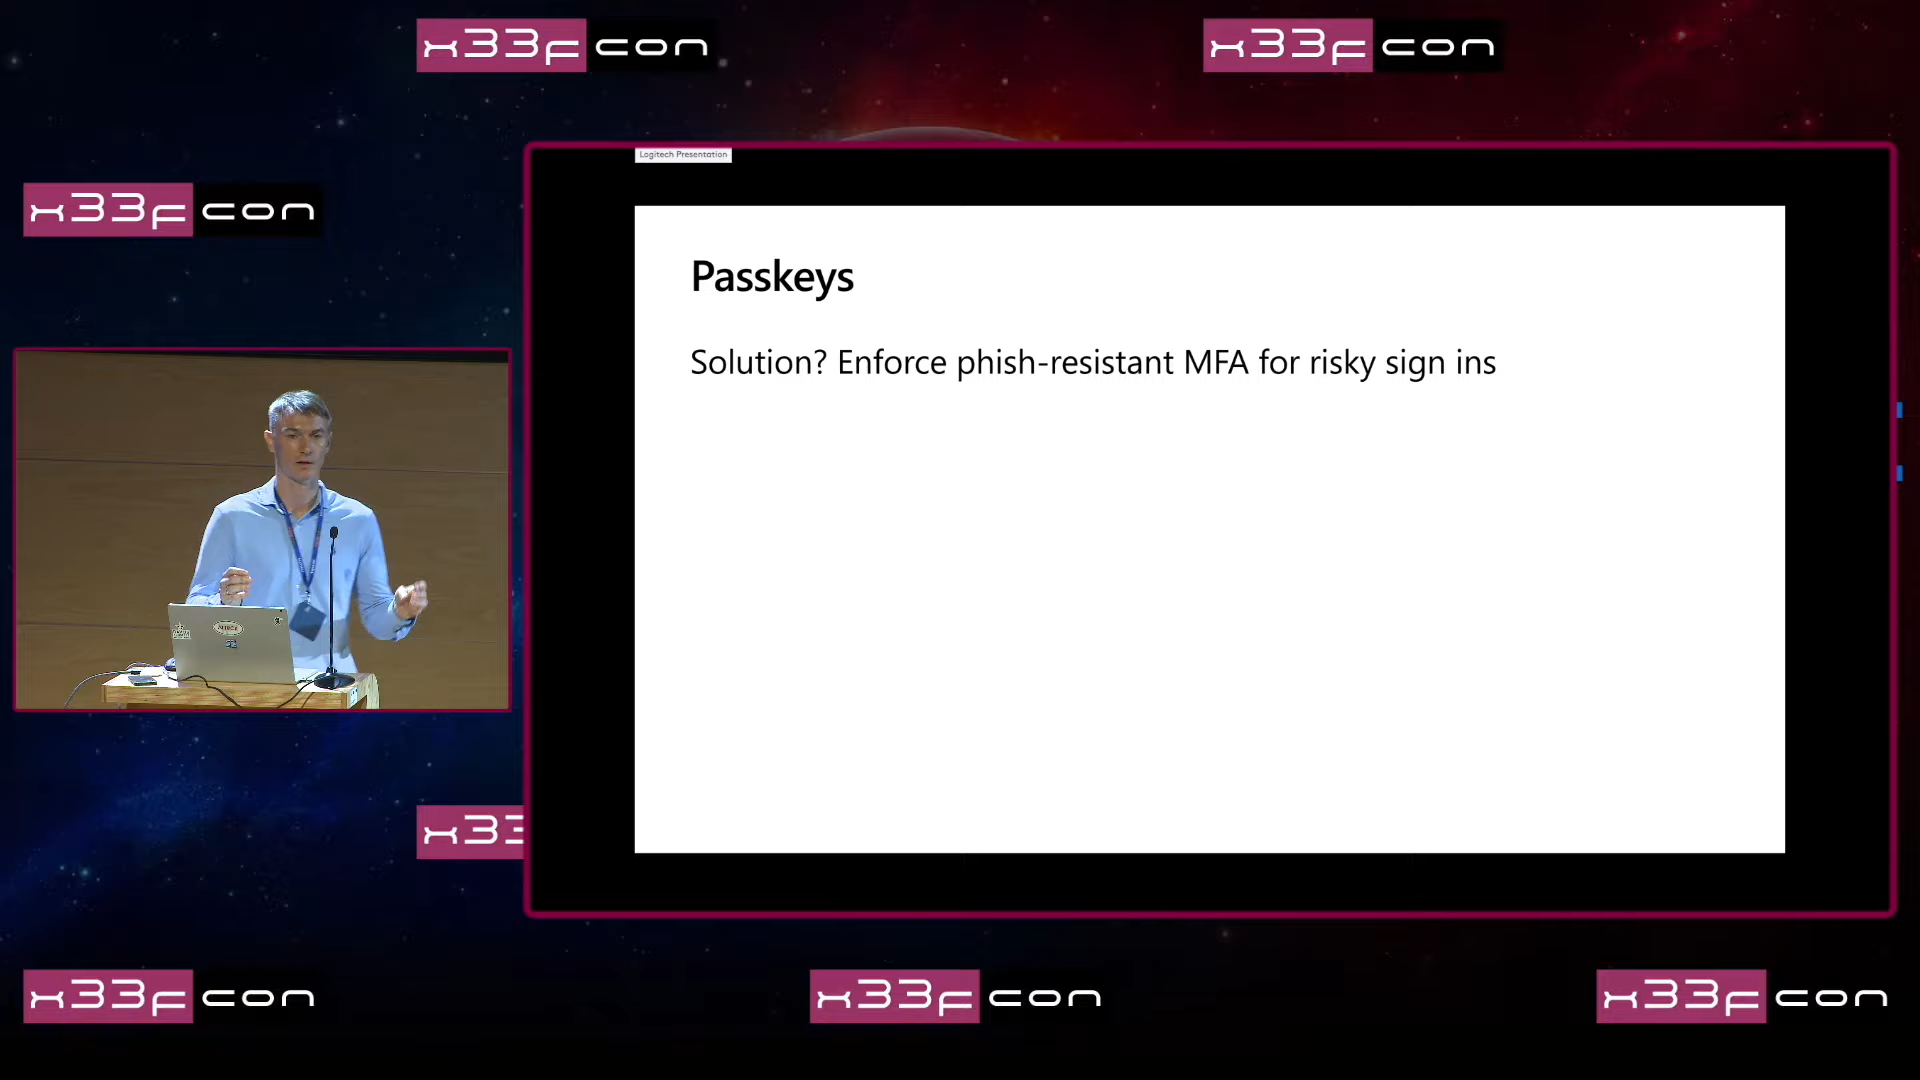 x33fcon
x33fcon
x33fcon
Logitech Presentation
Passkeys
Solution? Enforce phish-resistant MFA for risky sign ins
x33
x33fcon
x33fcon
x33fcon